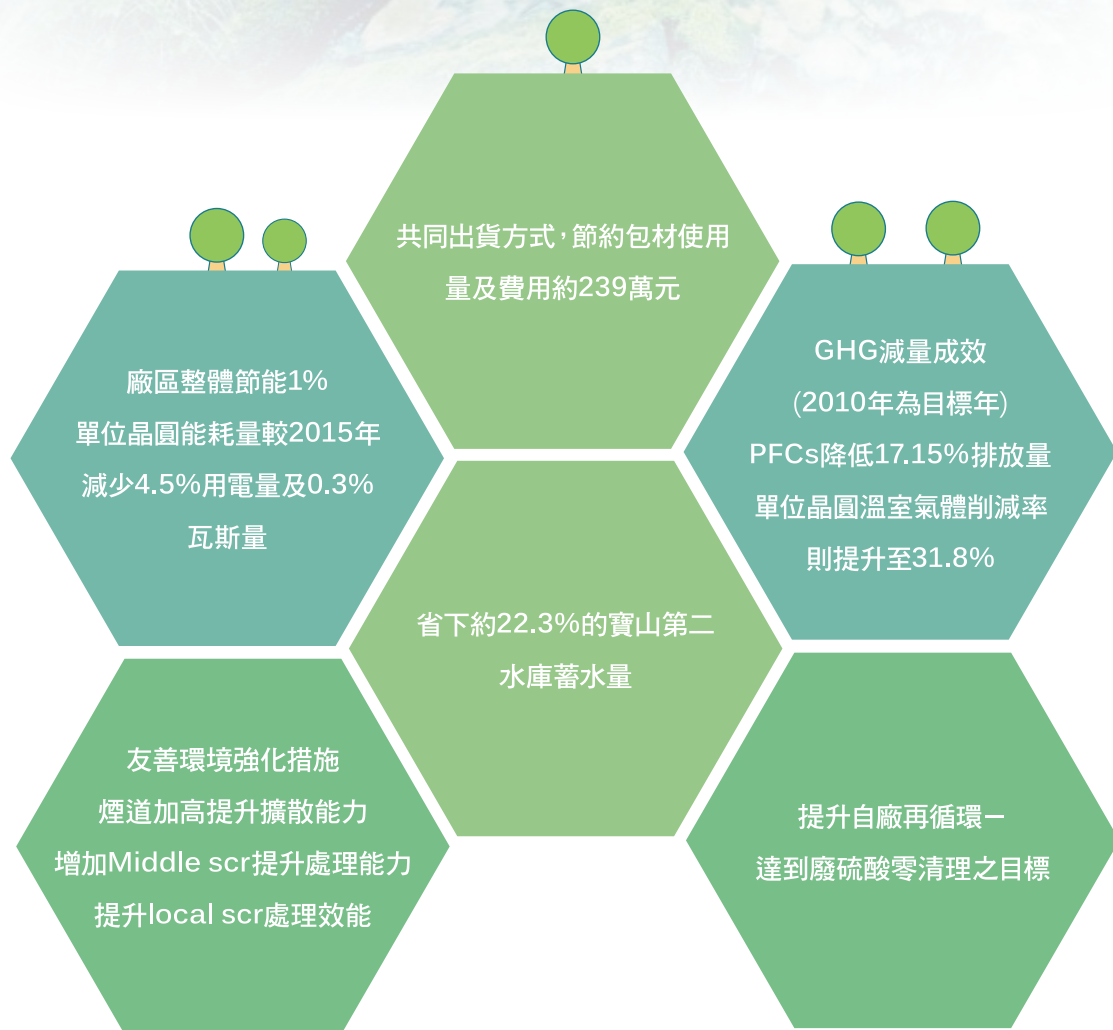 共同出貨方式，節約包材使用
量及費用約239萬元
廠區整體節能1%
單位晶圓能耗量較2015年
減少4.5%用電量及0.3%
瓦斯量
GHG減量成效
(2010年為目標年)
PFCs降低17.15%排放量
單位晶圓溫室氣體削減率
則提升至31.8%
省下約22.3%的寶山第二
水庫蓄水量
友善環境強化措施
煙道加高提升擴散能力
增加Middle scr提升處理能力
提升local scr處理效能
提升自廠再循環－
達到廢硫酸零清理之目標